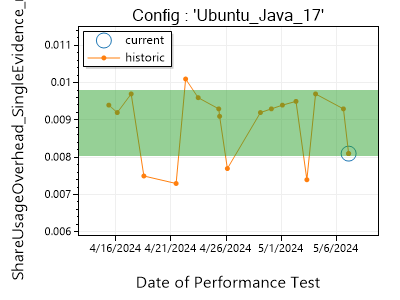 Config : 'Ubuntu_Java_17'
current
historic
ShareUsageOverhead_SingleEvidence_
0.011
0.01
0.009
0.008
0.007
0.006
4/16/2024
4/21/2024
4/26/2024
5/1/2024
5/6/2024
Date of Performance Test